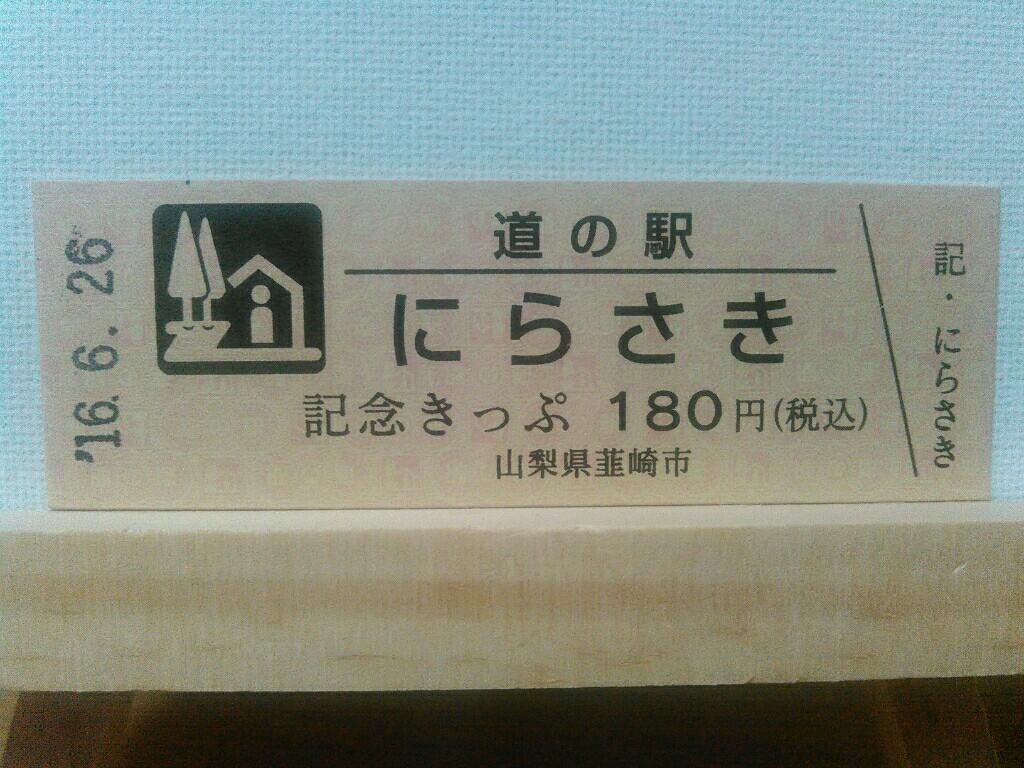 '16.6.26
道の駅
にらさき
記念きっぷ 180円(税込)
山梨県韮崎市
記・にらさき